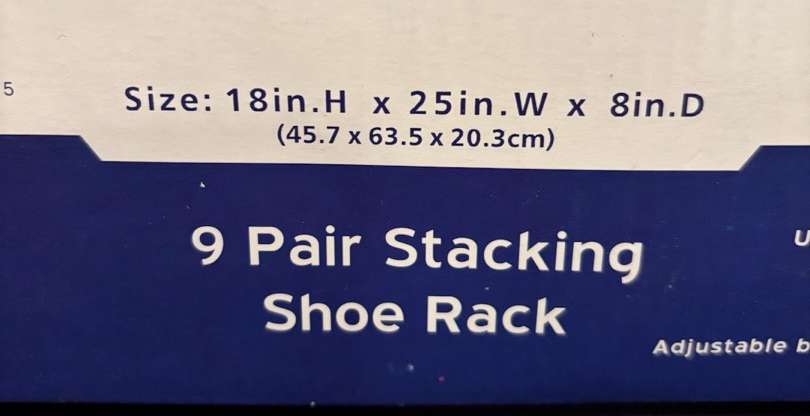 5
Size: 18in.H x 25in.W x 8in.D
(45.7 x 63.5 x 20.3cm)
9 Pair Stacking
Shoe Rack
Adjustable